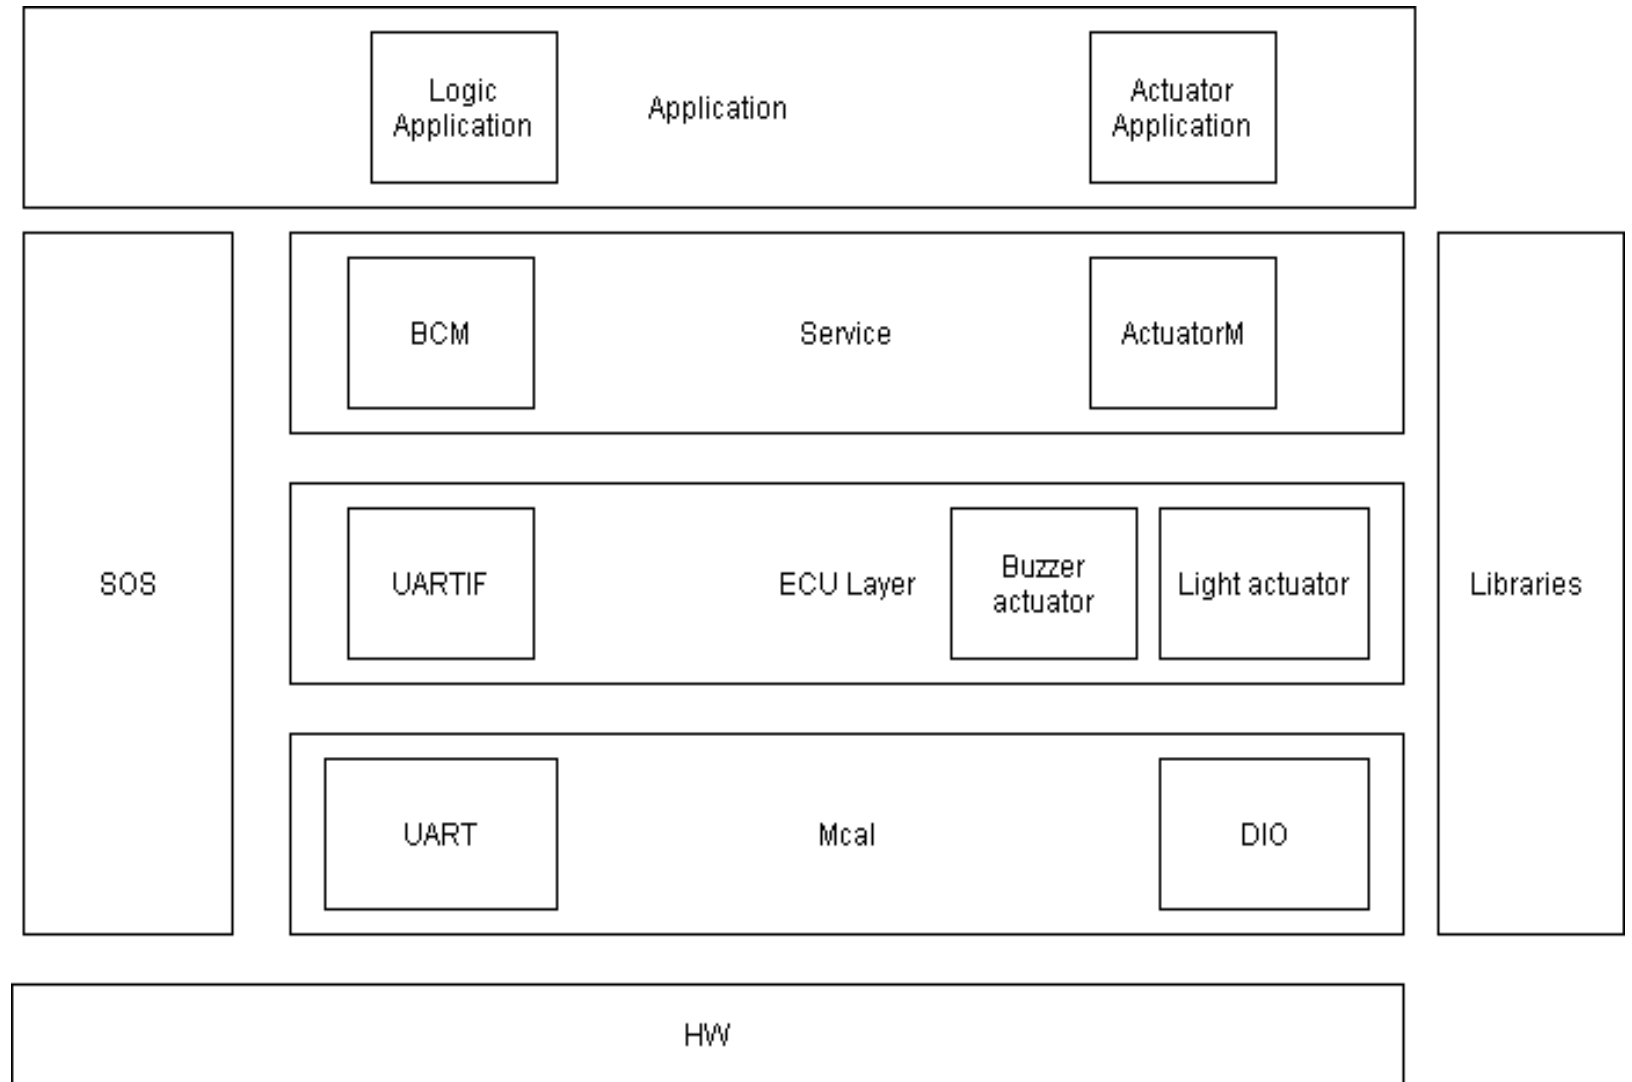 Logic
Application
Application
Actuator
Application
BCM
Service
ActuatorM
SOS
UARTIF
ECU Layer
Buzzer
actuator
Light actuator
Libraries
UART
Mcal
DIO
HW